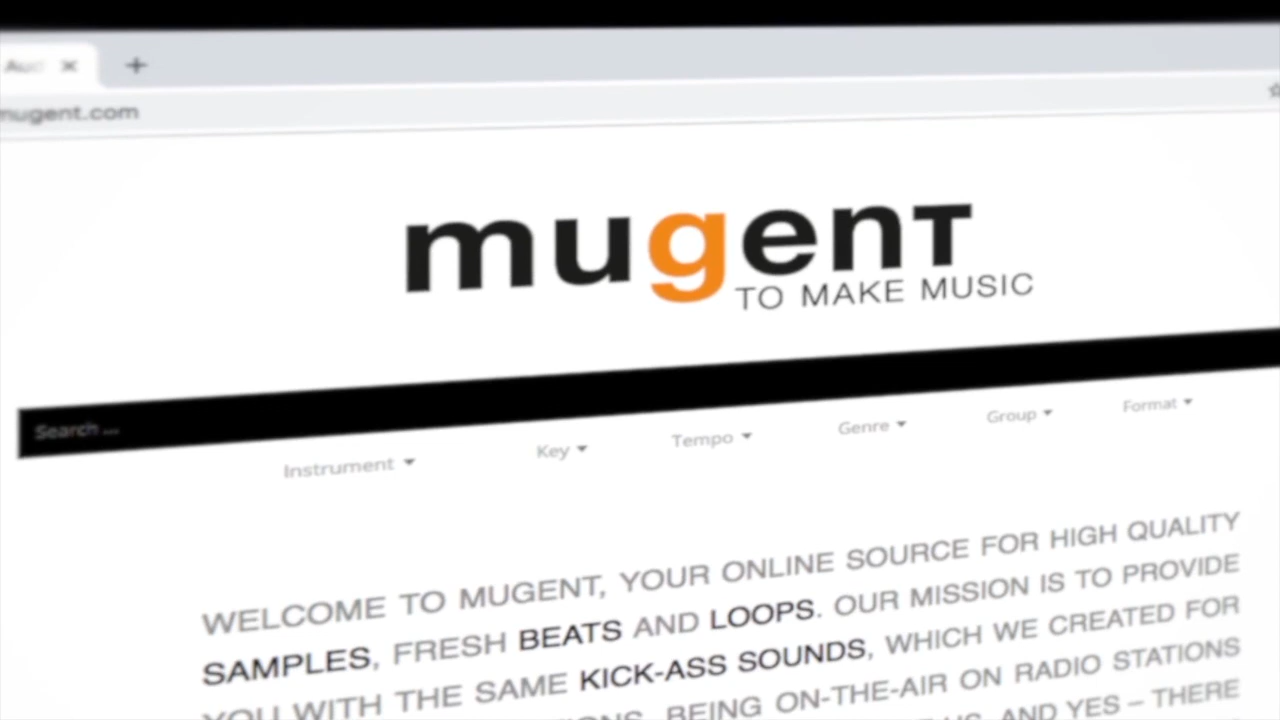 Aud
mugent.com
mugent
TO MAKE MUSIC
Search ...
Instrument Key Tempo Genre Group Format
WELCOME TO MUGENT, YOUR ONLINE SOURCE FOR HIGH QUALITY
SAMPLES, FRESH BEATS AND LOOPS. OUR MISSION IS TO PROVIDE
YOU WITH THE SAME KICK-ASS SOUNDS, WHICH WE CREATED FOR
BEING ON-THE-AIR ON RADIO STATIONS
AND YES – THERE